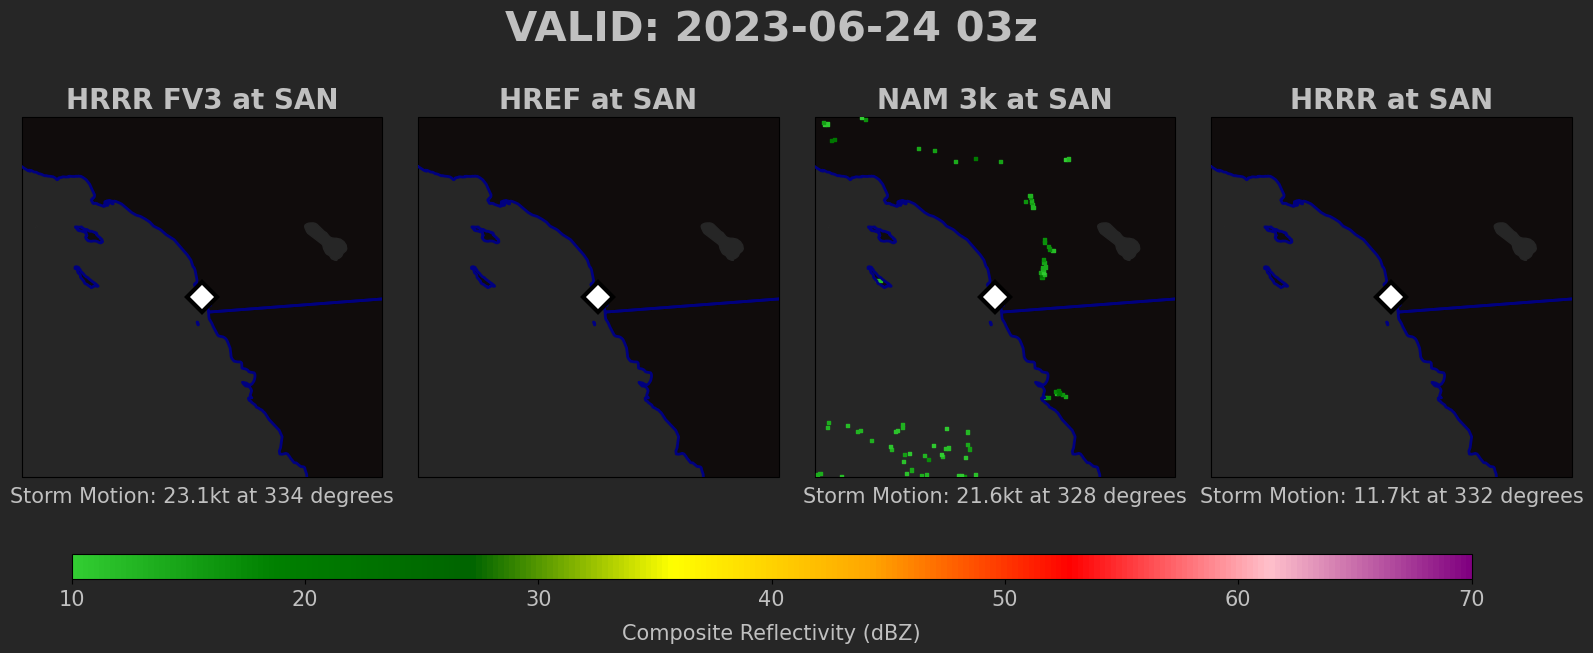 VALID: 2023-06-24 03z
HRRR FV3 at SAN
HREF at SAN
NAM 3k at SAN
HRRR at SAN
Storm Motion: 23.1kt at 334 degrees
Storm Motion: 21.6kt at 328 degrees
Storm Motion: 11.7kt at 332 degrees
10 20 30 40 50 60 70
Composite Reflectivity (dBZ)